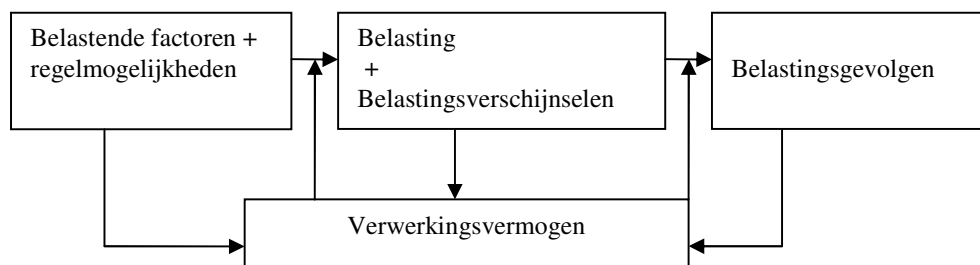 Belastende factoren +
regelmogelijkheden
Belasting
+
Belastingsverschijnselen
Belastingsgevolgen
Verwerkingsvermogen